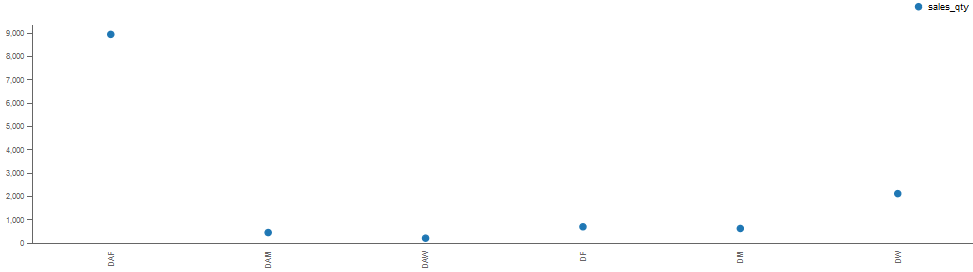 sales_qty
9,000
8,000
7,000
6,000
5,000
4,000
3,000
2,000
1,000
0
DAF
DAM
DAW
DF
DM
DW